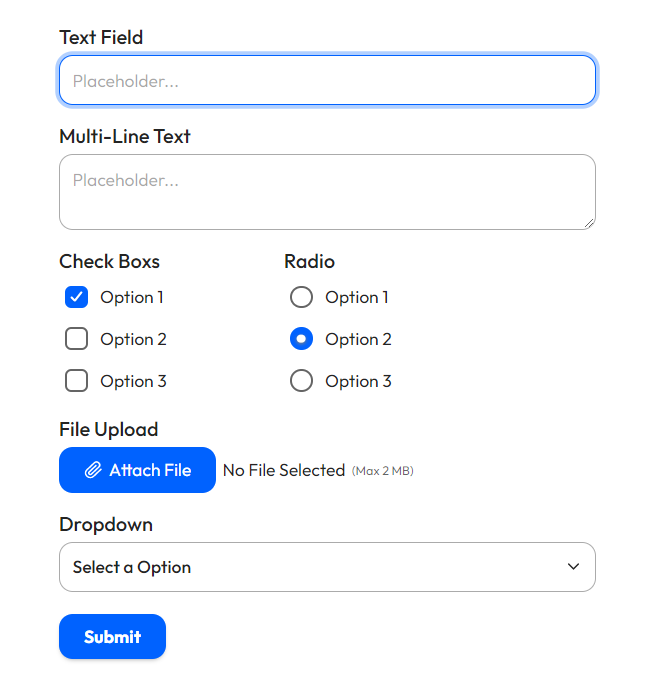 Text Field
Placeholder...
Multi-Line Text
Placeholder...
Check Boxs
Radio
Option 1
Option 1
Option 2
Option 2
Option 3
Option 3
File Upload
Attach File No File Selected (Max 2 MB)
Dropdown
Select a Option
Submit